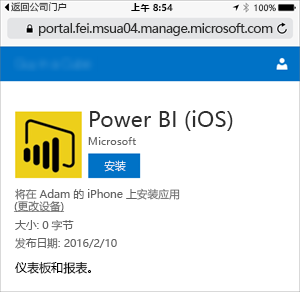 返回公司门户 上午 8:54 100%
portal.fei.msua04.manage.microsoft.com
Power BI (iOS)
Microsoft
安装
将在 Adam 的 iPhone 上安装应用
(更改设备)
大小: 0 字节
发布日期: 2016/2/10
仪表板和报表。